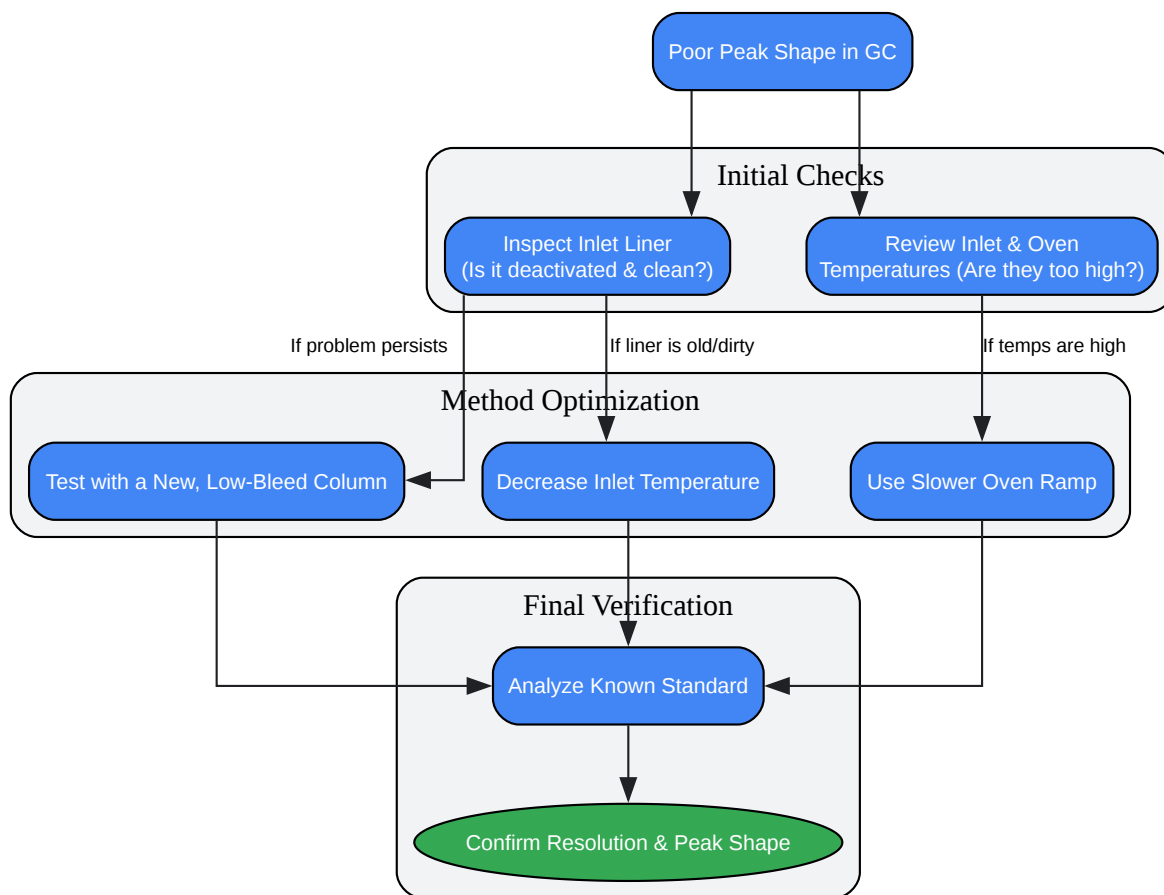 Poor Peak Shape in GC
Initial Checks
Inspect Inlet Liner
(Is it deactivated & clean?)
Review Inlet & Oven
Temperatures (Are they too high?)
If problem persists
If liner is old/dirty
If temps are high
Method Optimization
Test with a New, Low-Bleed Column
Decrease Inlet Temperature
Use Slower Oven Ramp
Final Verification
Analyze Known Standard
Confirm Resolution & Peak Shape